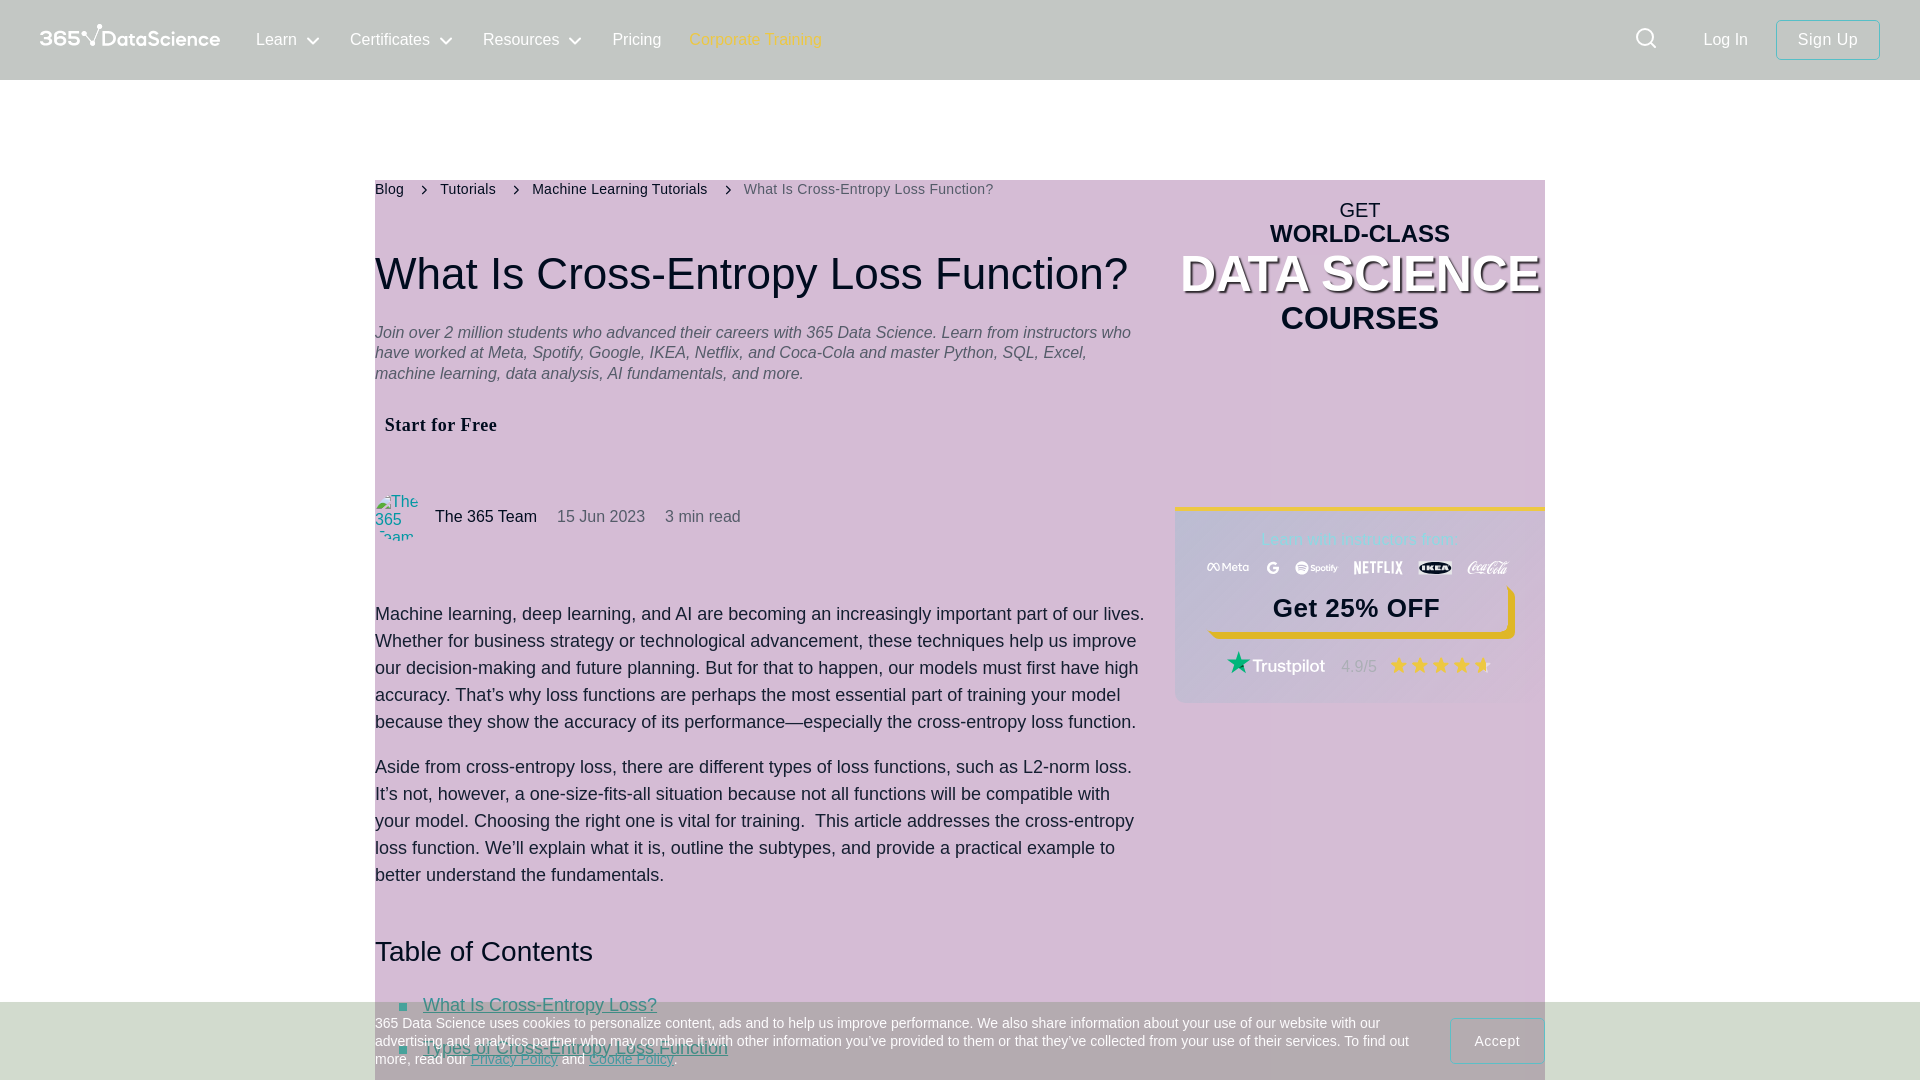 365 DataScience
Learn
Certificates
Resources
Pricing
Corporate Training
Log In
Sign Up
Blog
Tutorials
Machine Learning Tutorials
What Is Cross-Entropy Loss Function?
What Is Cross-Entropy Loss Function?
Join over 2 million students who advanced their careers with 365 Data Science. Learn from instructors who
have worked at Meta, Spotify, Google, IKEA, Netflix, and Coca-Cola and master Python, SQL, Excel,
machine learning, data analysis, AI fundamentals, and more.
Start for Free
The
365
Team
The 365 Team
15 Jun 2023
3 min read
Machine learning, deep learning, and AI are becoming an increasingly important part of our lives.
Whether for business strategy or technological advancement, these techniques help us improve
our decision-making and future planning. But for that to happen, our models must first have high
accuracy. That’s why loss functions are perhaps the most essential part of training your model
because they show the accuracy of its performance—especially the cross-entropy loss function.
Aside from cross-entropy loss, there are different types of loss functions, such as L2-norm loss.
It’s not, however, a one-size-fits-all situation because not all functions will be compatible with
your model. Choosing the right one is vital for training.  This article addresses the cross-entropy
loss function. We’ll explain what it is, outline the subtypes, and provide a practical example to
better understand the fundamentals.
Table of Contents
What Is Cross-Entropy Loss?
Types of Cross-Entropy Loss Function
GET
WORLD-CLASS
DATA SCIENCE
COURSES
Learn with instructors from:
Meta
G
Spotify
NETFLIX
IKEA
Coca-Cola
Get 25% OFF
Trustpilot
4.9/5
365 Data Science uses cookies to personalize content, ads and to help us improve performance. We also share information about your use of our website with our
advertising and analytics partner who may combine it with other information you’ve provided to them or that they’ve collected from your use of their services. To find out
more, read our Privacy Policy and Cookie Policy.
Accept